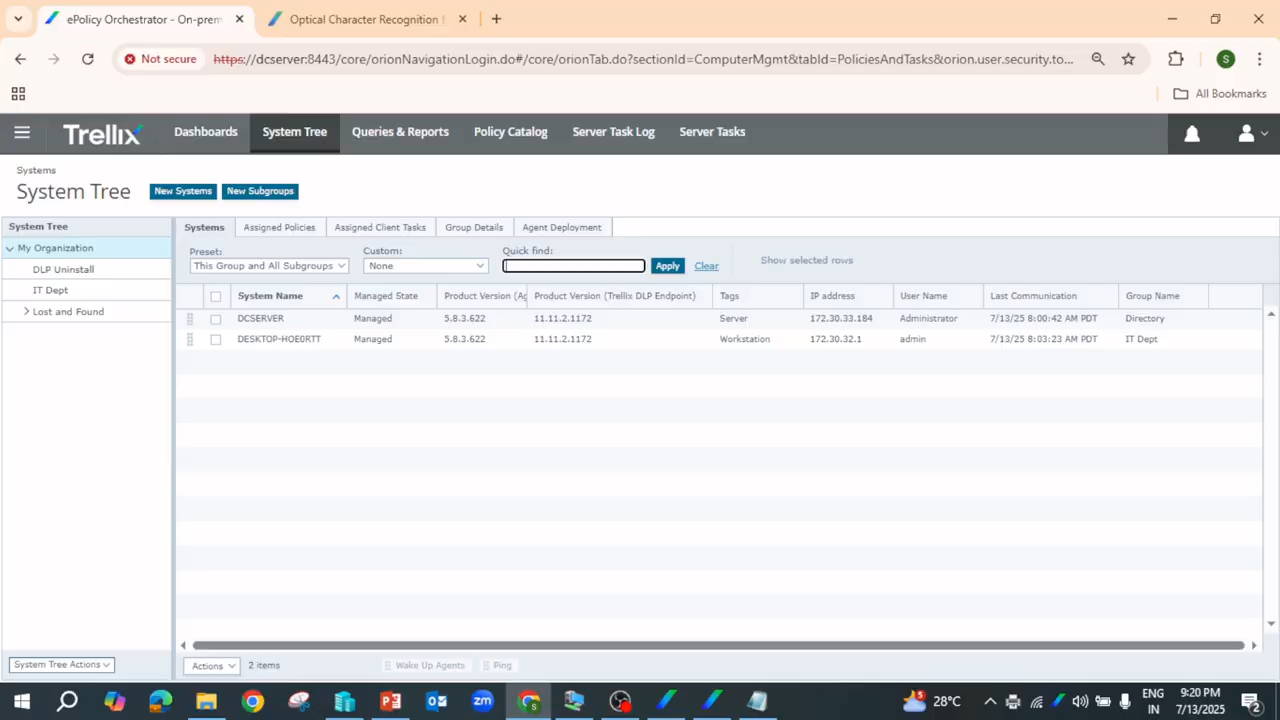 ePolicy Orchestrator - On-prem
Optical Character Recognition
Not secure https://dcserver:8443/core/orionNavigationLogin.do#/core/orionTab.do?sectionId=ComputerMgmt&tabId=PoliciesAndTasks&orion.user.security.to...
S
All Bookmarks
Trellix Dashboards System Tree Queries & Reports Policy Catalog Server Task Log Server Tasks
Systems
System Tree New Systems New Subgroups
System Tree
My Organization
DLP Uninstall
IT Dept
Lost and Found
Systems Assigned Policies Assigned Client Tasks Group Details Agent Deployment
Preset: Custom: Quick find:
This Group and All Subgroups None Apply Clear Show selected rows
System Name Managed State Product Version (Ag Product Version (Trellix DLP Endpoint) Tags IP address User Name Last Communication Group Name
DCSERVER Managed 5.8.3.622 11.11.2.1172 Server 172.30.33.184 Administrator 7/13/25 8:00:42 AM PDT Directory
DESKTOP-HOE0RTT Managed 5.8.3.622 11.11.2.1172 Workstation 172.30.32.1 admin 7/13/25 8:03:23 AM PDT IT Dept
System Tree Actions Actions 2 items Wake Up Agents Ping
zm 5 28°C ENG IN 9:20 PM 7/13/2025 2